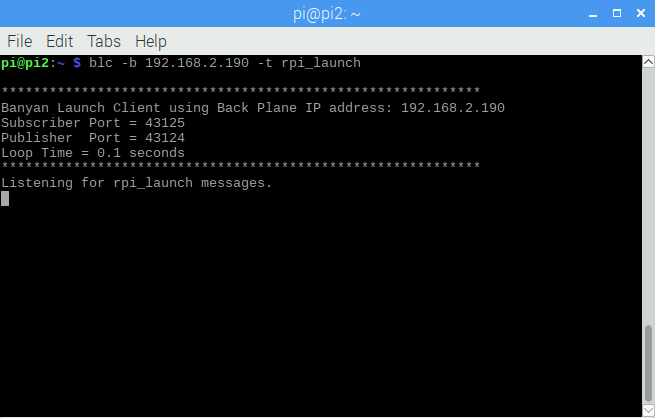 pi@pi2: ~
File Edit Tabs Help
pi@pi2:~ $ blc -b 192.168.2.190 -t rpi_launch
************************************************************
Banyan Launch Client using Back Plane IP address: 192.168.2.190
Subscriber Port = 43125
Publisher  Port = 43124
Loop Time = 0.1 seconds
************************************************************
Listening for rpi_launch messages.